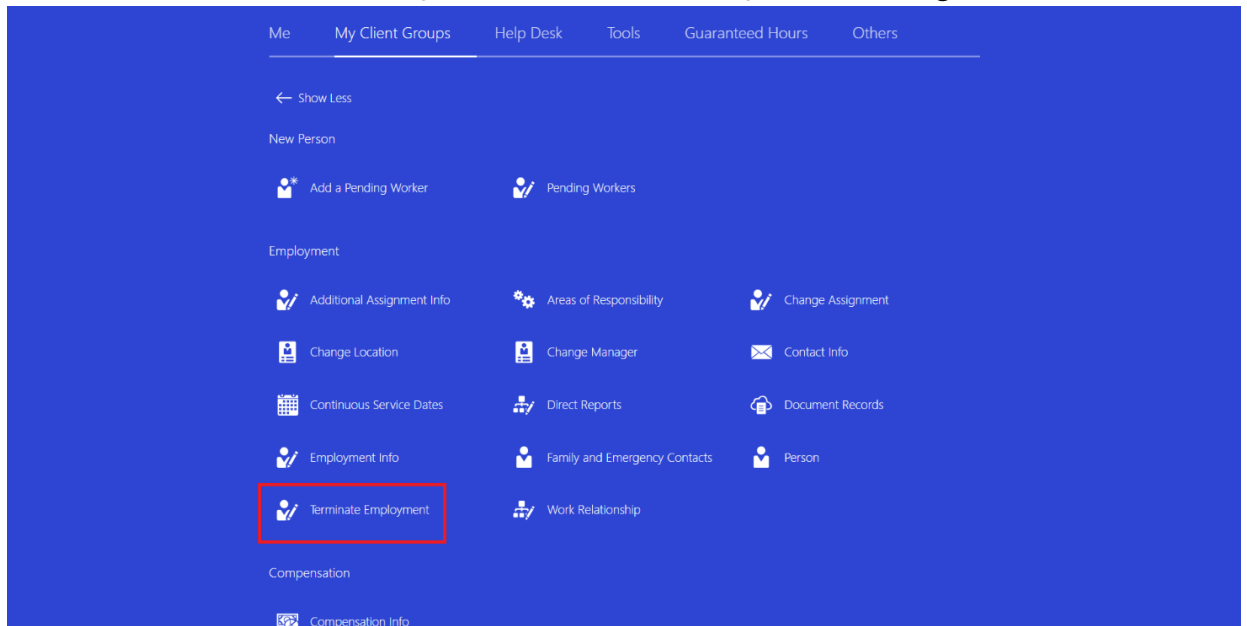 Me My Client Groups Help Desk Tools Guaranteed Hours Others
Show Less
New Person
Add a Pending Worker Pending Workers
Employment
Additional Assignment Info Areas of Responsibility Change Assignment
Change Location Change Manager Contact Info
Continuous Service Dates Direct Reports Document Records
Employment Info Family and Emergency Contacts Person
Terminate Employment Work Relationship
Compensation
Compensation Info